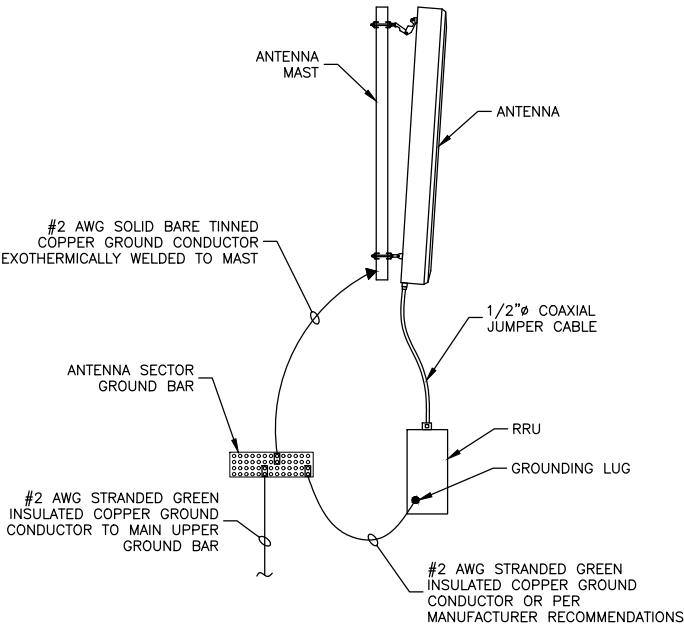 ANTENNA
MAST
ANTENNA
#2 AWG SOLID BARE TINNED
COPPER GROUND CONDUCTOR
EXOTHERMICALLY WELDED TO MAST
1/2"ø COAXIAL
JUMPER CABLE
ANTENNA SECTOR
GROUND BAR
RRU
GROUNDING LUG
#2 AWG STRANDED GREEN
INSULATED COPPER GROUND
CONDUCTOR TO MAIN UPPER
GROUND BAR
#2 AWG STRANDED GREEN
INSULATED COPPER GROUND
CONDUCTOR OR PER
MANUFACTURER RECOMMENDATIONS